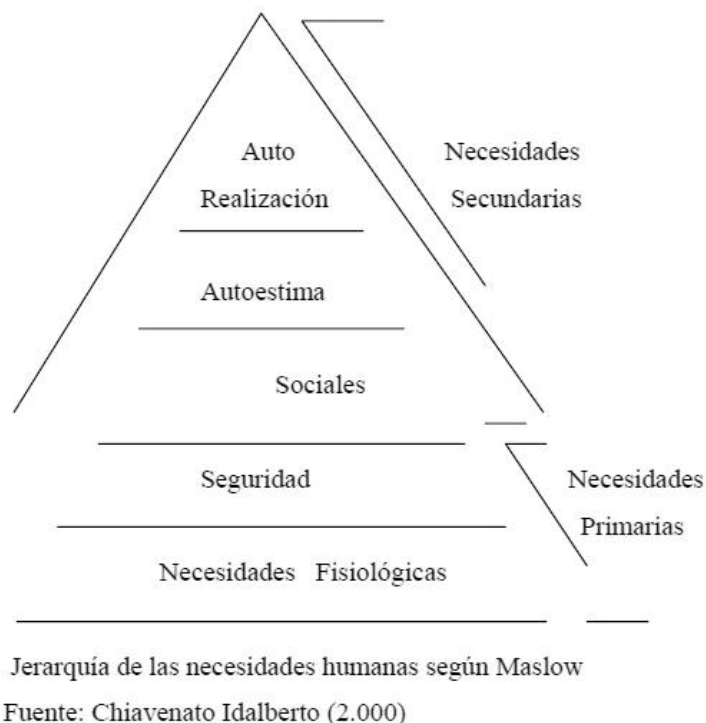 Auto
Realización
Necesidades
Secundarias
Autoestima
Sociales
Seguridad
Necesidades
Primarias
Necesidades Fisiológicas
Jerarquía de las necesidades humanas según Maslow
Fuente: Chiavenato Idalberto (2.000)